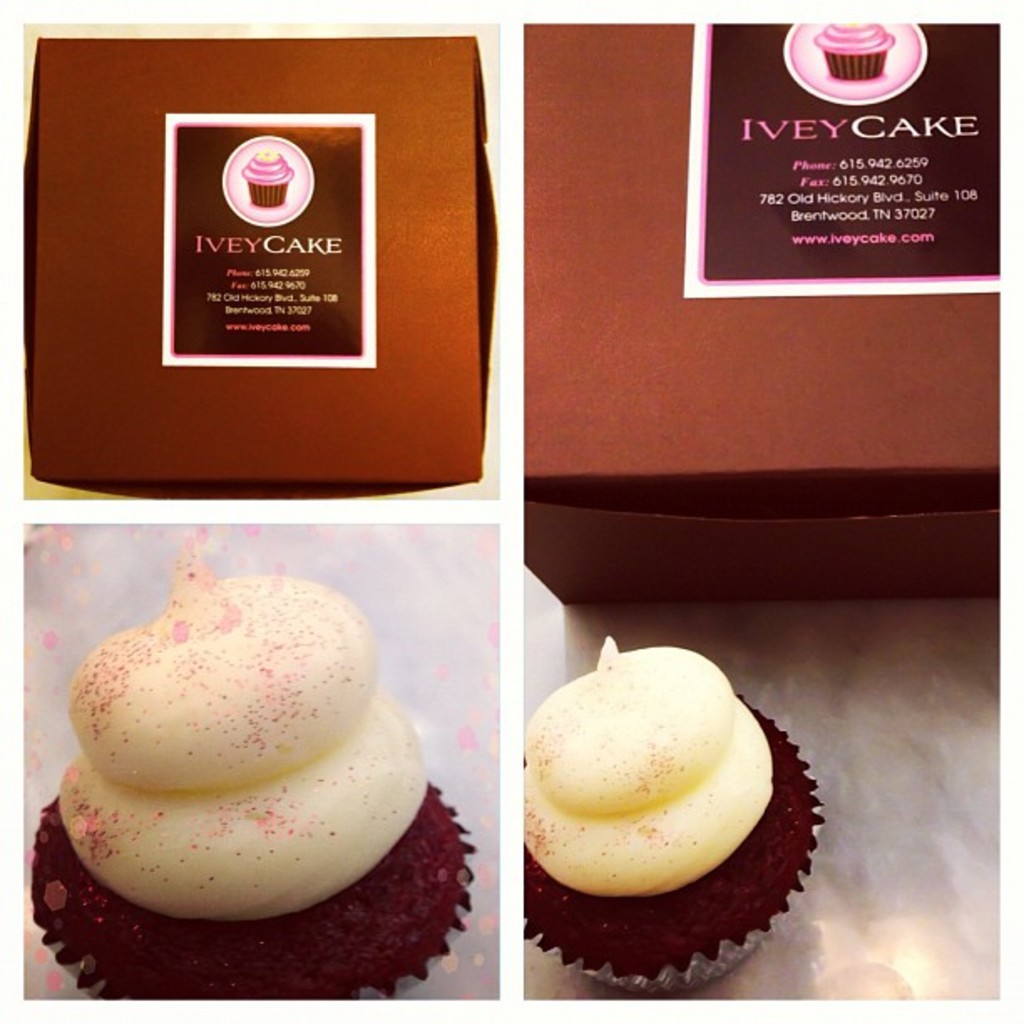 IVEYCAKE
Phone: 615.942.6259
Fax: 615.942.9670
782 Old Hickory Blvd., Suite 108
Brentwood, TN 37027
www.iveycake.com
IVEYCAKE
Phone: 615.942.6259
Fax: 615.942.9670
782 Old Hickory Blvd., Suite 108
Brentwood, TN 37027
www.iveycake.com